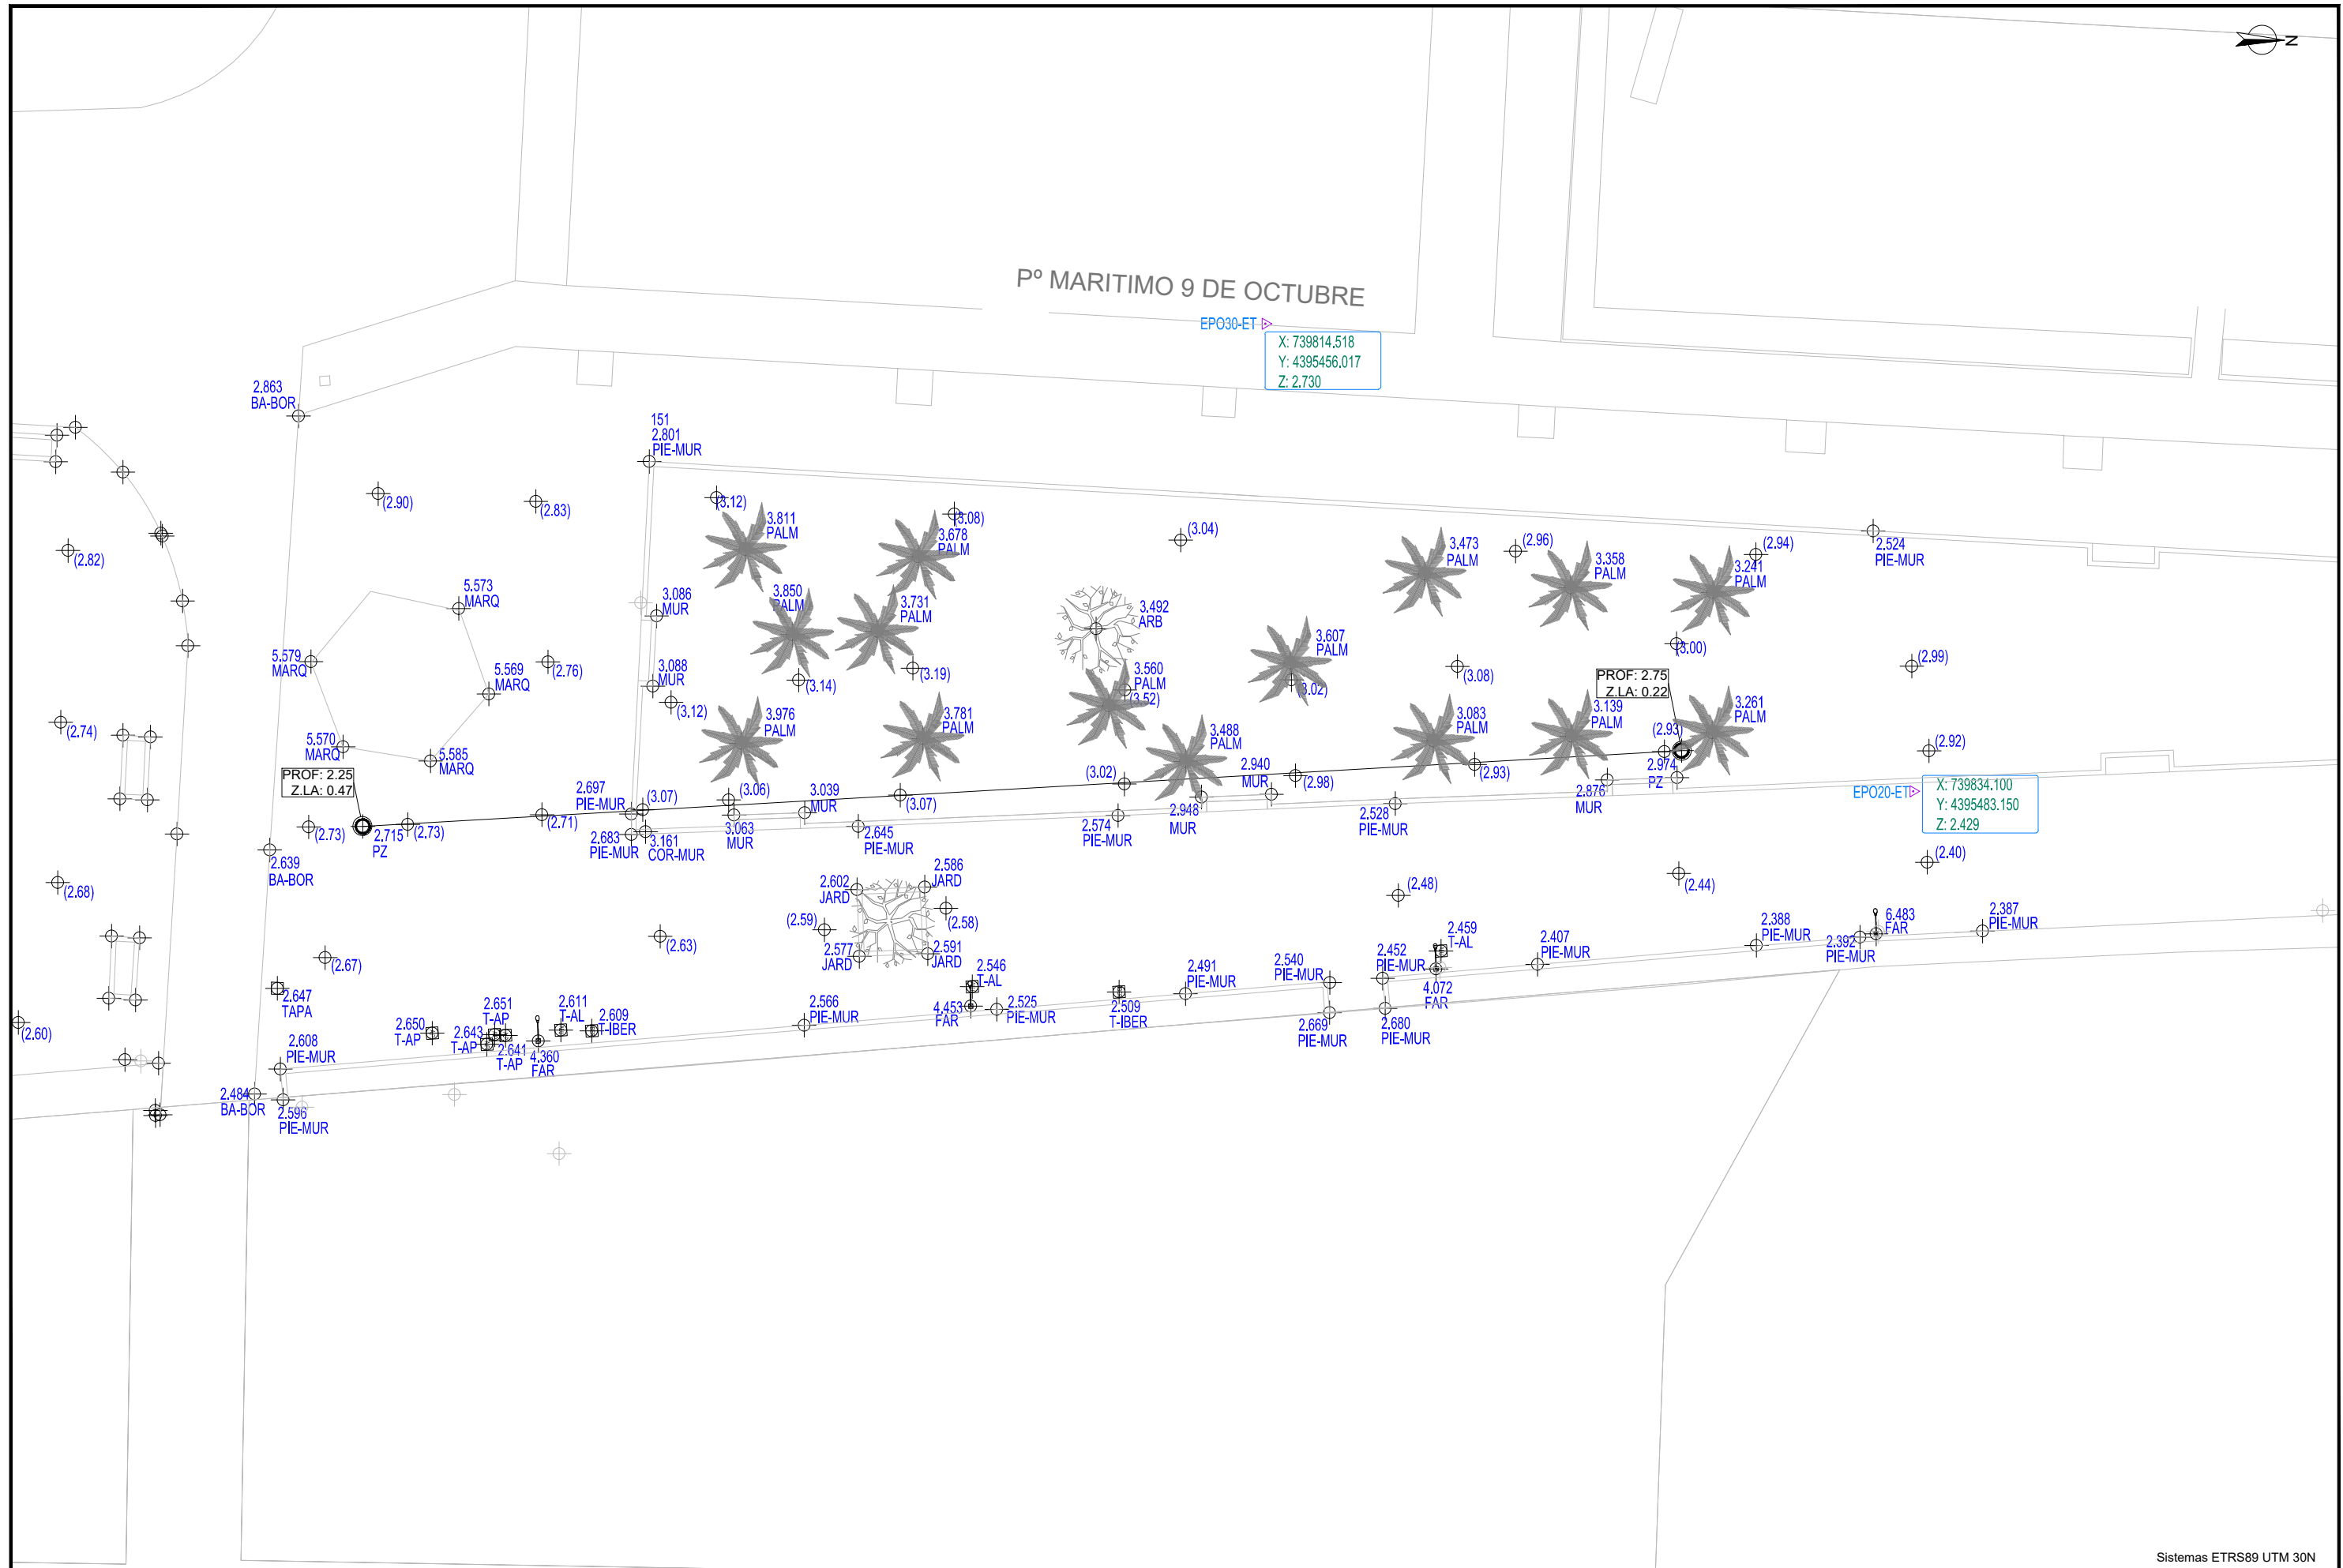 N
Pº MARITIMO 9 DE OCTUBRE
EPO30-ET
X: 739814.518
Y: 4395456.017
Z: 2.730
2.863
BA-BOR
151
2.801
PIE-MUR
(2.90)
(2.83)
(3.12)
3.811
PALM
(3.08)
3.678
PALM
(3.04)
3.473
PALM
(2.96)
3.358
PALM
(2.94)
3.241
PALM
2.524
PIE-MUR
(2.82)
5.573
MARQ
3.086
MUR
3.850
PALM
3.731
PALM
3.492
ARB
3.607
PALM
(3.00)
(2.99)
5.579
MARQ
5.569
MARQ
(2.76)
3.088
MUR
(3.12)
(3.14)
(3.19)
3.560
PALM
(3.52)
(3.02)
(3.08)
PROF: 2.75
Z.LA: 0.22
(2.74)
5.570
MARQ
5.585
MARQ
3.976
PALM
3.781
PALM
3.488
PALM
3.083
PALM
3.139
PALM
3.261
PALM
(2.93)
2.974
PZ
(2.92)
PROF: 2.25
Z.LA: 0.47
2.697
PIE-MUR
(3.07)
(3.06)
3.039
MUR
(3.07)
(3.02)
2.940
MUR
(2.98)
(2.93)
2.876
MUR
EPO20-ET
X: 739834.100
Y: 4395483.150
Z: 2.429
(2.73)
2.715
PZ
(2.73)
(2.71)
2.683
PIE-MUR
3.161
COR-MUR
3.063
MUR
2.645
PIE-MUR
2.574
PIE-MUR
2.948
MUR
2.528
PIE-MUR
2.639
BA-BOR
(2.68)
2.602
JARD
2.586
JARD
(2.48)
(2.44)
(2.40)
(2.67)
(2.63)
(2.59)
(2.58)
2.577
JARD
2.591
JARD
2.459
T-AL
2.452
PIE-MUR
2.407
PIE-MUR
2.388
PIE-MUR
2.392
PIE-MUR
6.483
FAR
2.387
PIE-MUR
2.647
TAPA
(2.60)
2.650
T-AP
2.651
T-AP
2.643
T-AP
2.641
T-AP
2.611
T-AL
2.609
T-IBER
4.360
FAR
2.566
PIE-MUR
2.546
T-AL
4.453
FAR
2.525
PIE-MUR
2.509
T-IBER
2.491
PIE-MUR
2.540
PIE-MUR
2.669
PIE-MUR
4.072
FAR
2.680
PIE-MUR
2.608
PIE-MUR
2.484
BA-BOR
2.596
PIE-MUR
Sistemas ETRS89 UTM 30N